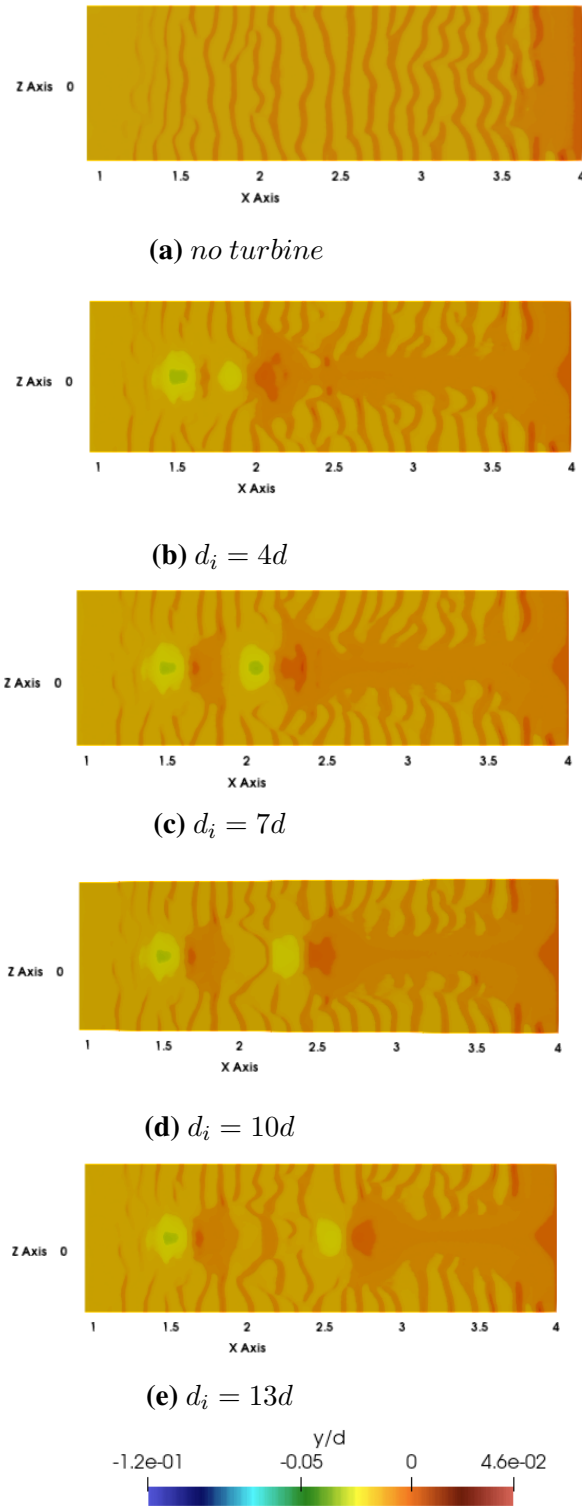 Z Axis 0
1 1.5 2 2.5 3 3.5 4
X Axis
(a) no turbine
Z Axis 0
1 1.5 2 2.5 3 3.5 4
X Axis
(b) d_i = 4d
Z Axis 0
1 1.5 2 2.5 3 3.5 4
X Axis
(c) d_i = 7d
Z Axis 0
1 1.5 2 2.5 3 3.5 4
X Axis
(d) d_i = 10d
Z Axis 0
1 1.5 2 2.5 3 3.5 4
X Axis
(e) d_i = 13d
y/d
-1.2e-01 -0.05 0 4.6e-02